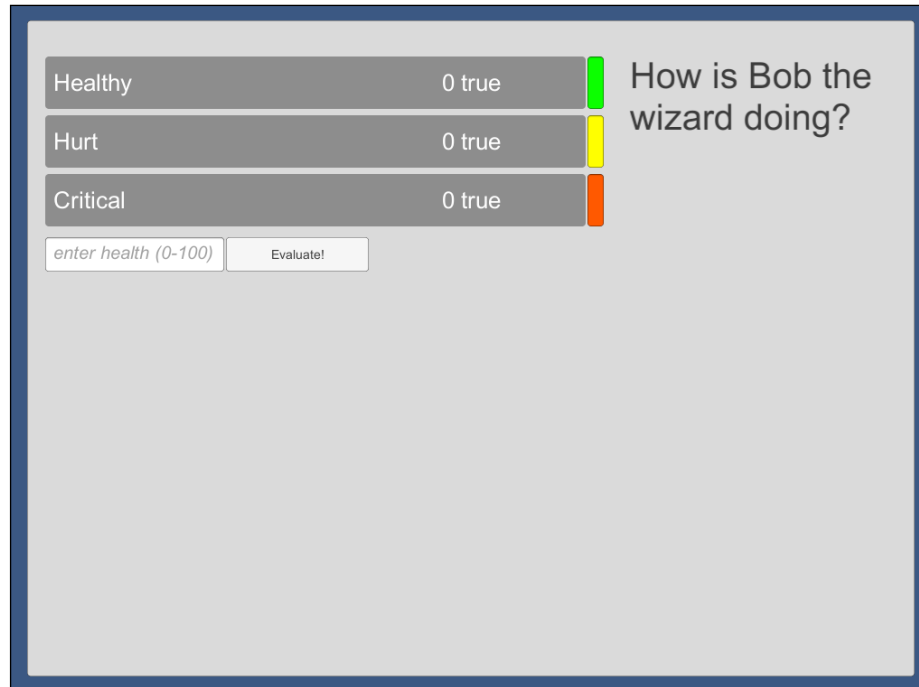 Healthy 0 true
Hurt 0 true
Critical 0 true
enter health (0-100) Evaluate!
How is Bob the
wizard doing?